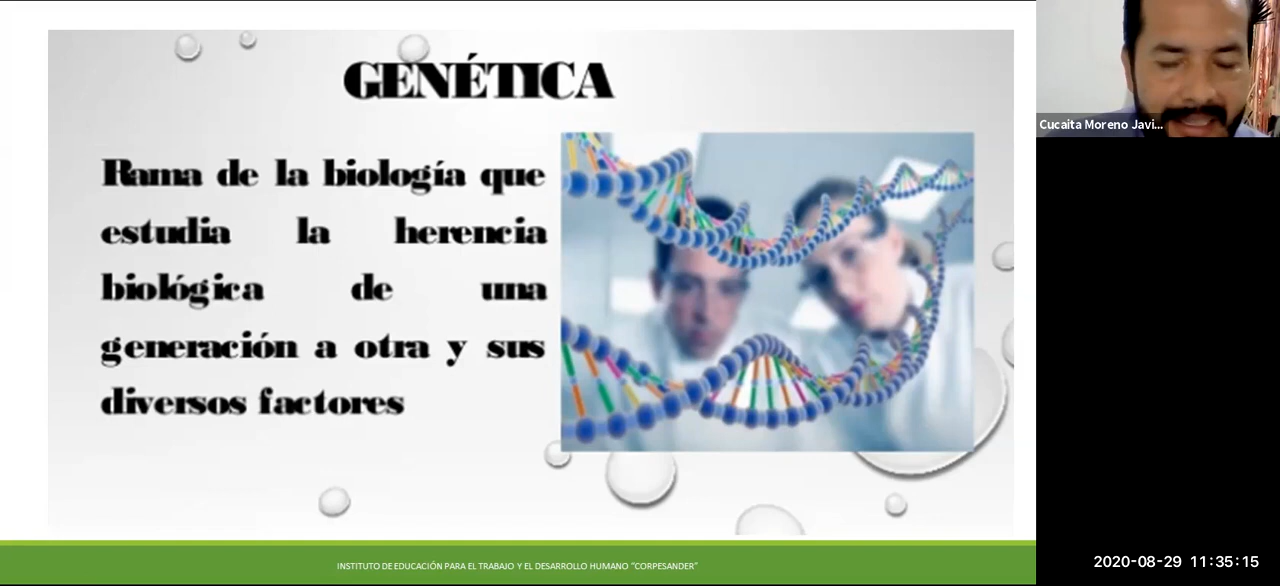 GENÉTICA
Rama de la biología que
estudia la herencia
biológica de una
generación a otra y sus
diversos factores
Cucaita Moreno Javi...
INSTITUTO DE EDUCACIÓN PARA EL TRABAJO Y EL DESARROLLO HUMANO "CORPESANDER"
2020-08-29 11:35:15